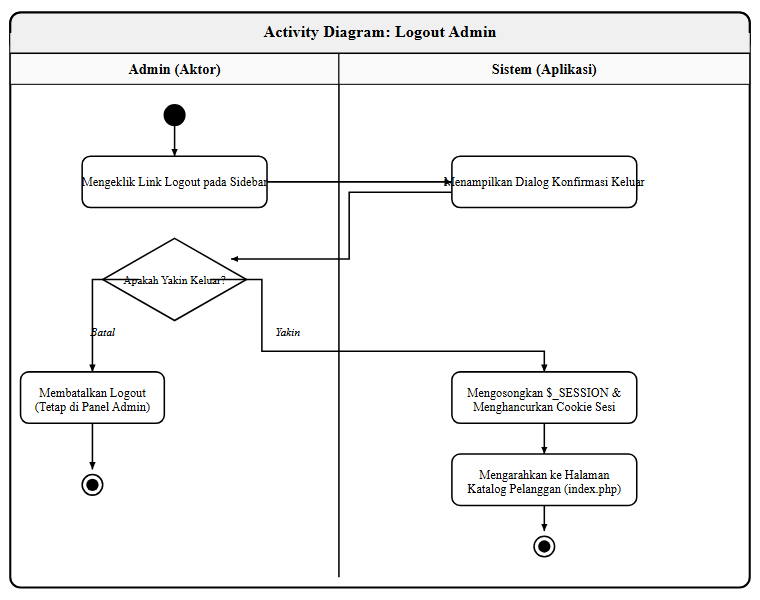 Activity Diagram: Logout Admin
Admin (Aktor)
Sistem (Aplikasi)
Mengeklik Link Logout pada Sidebar
Menampilkan Dialog Konfirmasi Keluar
Apakah Yakin Keluar?
Batal
Yakin
Membatalkan Logout
(Tetap di Panel Admin)
Mengosongkan $_SESSION &
Menghancurkan Cookie Sesi
Mengarahkan ke Halaman
Katalog Pelanggan (index.php)